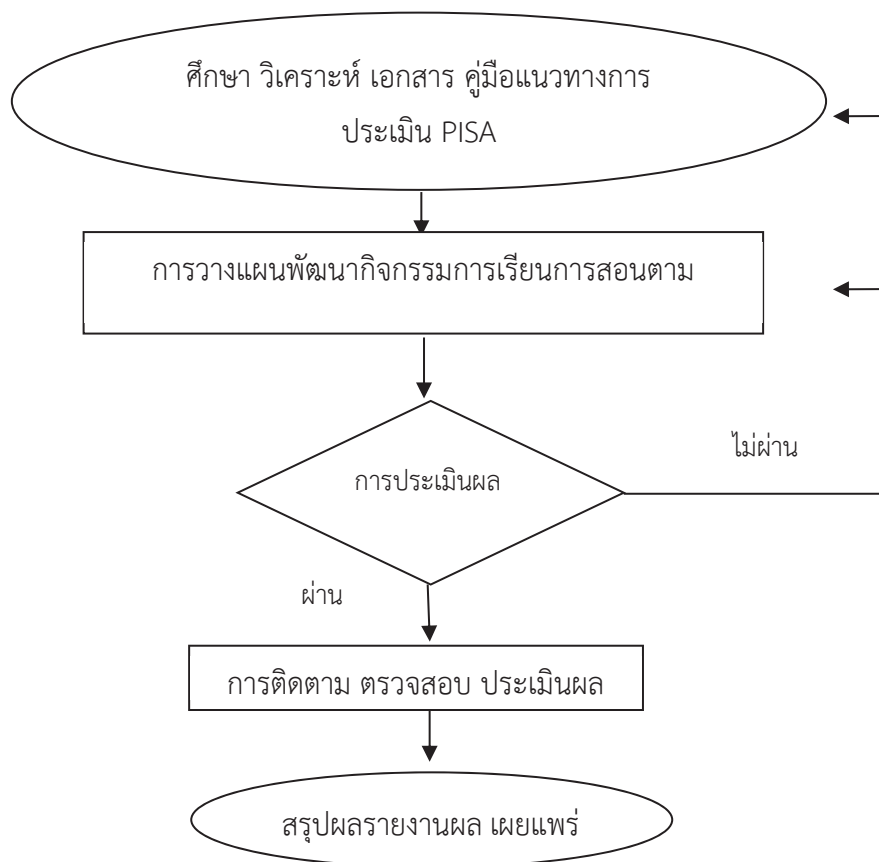 ศึกษา วิเคราะห์ เอกสาร คู่มือแนวทางการ
ประเมิน PISA
การวางแผนพัฒนากิจกรรมการเรียนการสอนตาม
ไม่ผ่าน
การประเมินผล
ผ่าน
การติดตาม ตรวจสอบ ประเมินผล
สรุปผลรายงานผล เผยแพร่